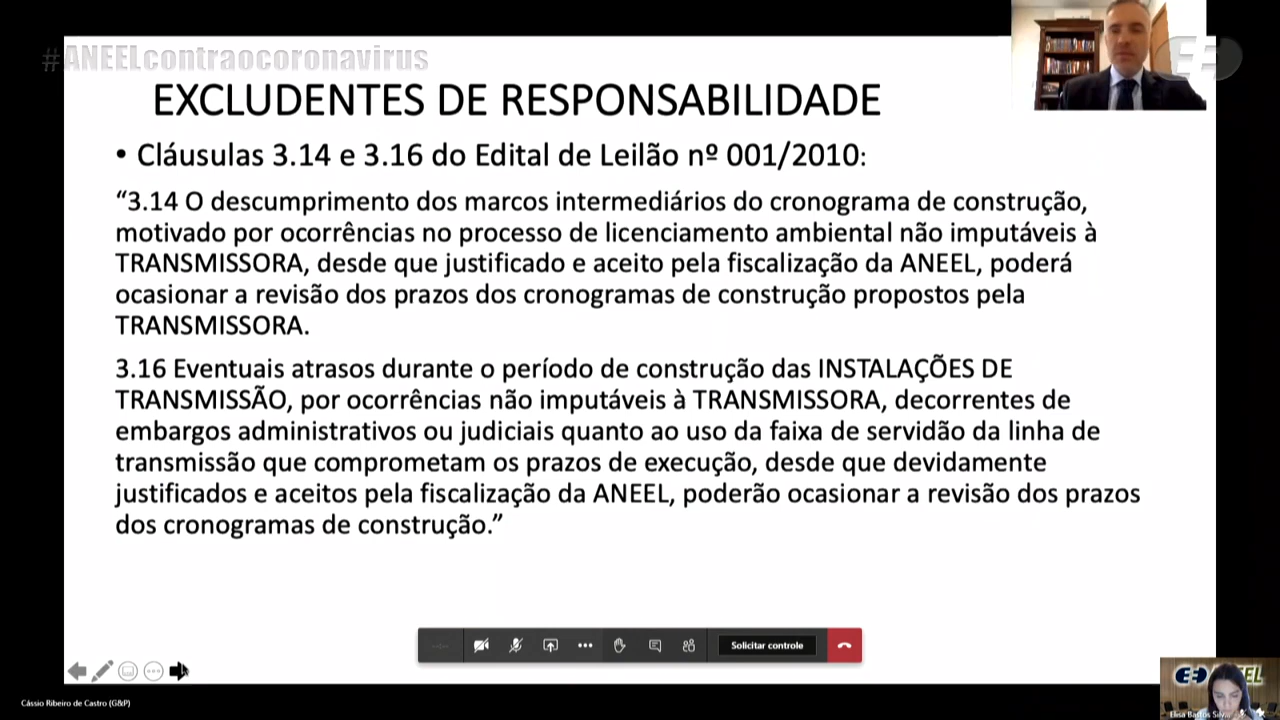 #ANEELcontraocoronavirus
EXCLUDENTES DE RESPONSABILIDADE
• Cláusulas 3.14 e 3.16 do Edital de Leilão nº 001/2010:
“3.14 O descumprimento dos marcos intermediários do cronograma de construção,
motivado por ocorrências no processo de licenciamento ambiental não imputáveis à
TRANSMISSORA, desde que justificado e aceito pela fiscalização da ANEEL, poderá
ocasionar a revisão dos prazos dos cronogramas de construção propostos pela
TRANSMISSORA.
3.16 Eventuais atrasos durante o período de construção das INSTALAÇÕES DE
TRANSMISSÃO, por ocorrências não imputáveis à TRANSMISSORA, decorrentes de
embargos administrativos ou judiciais quanto ao uso da faixa de servidão da linha de
transmissão que comprometam os prazos de execução, desde que devidamente
justificados e aceitos pela fiscalização da ANEEL, poderão ocasionar a revisão dos prazos
dos cronogramas de construção.”
Solicitar controle
Cássio Ribeiro de Castro (G&P)
Elisa Bastos Silva